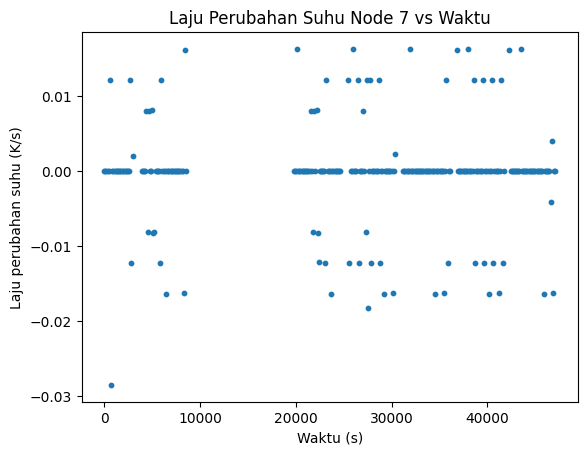 Laju Perubahan Suhu Node 7 vs Waktu
Laju perubahan suhu (K/s)
0.01
0.00
−0.01
−0.02
−0.03
0 10000 20000 30000 40000
Waktu (s)